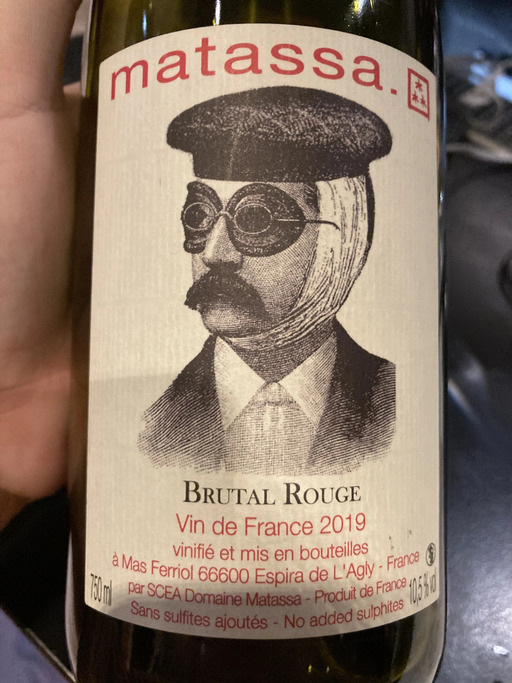 matassa.
BRUTAL ROUGE
Vin de France 2019
vinifié et mis en bouteilles
à Mas Ferriol 66600 Espira de L'Agly - France
par SCEA Domaine Matassa - Produit de France
750 ml
10,5 % vol
Sans sulfites ajoutés - No added sulphites